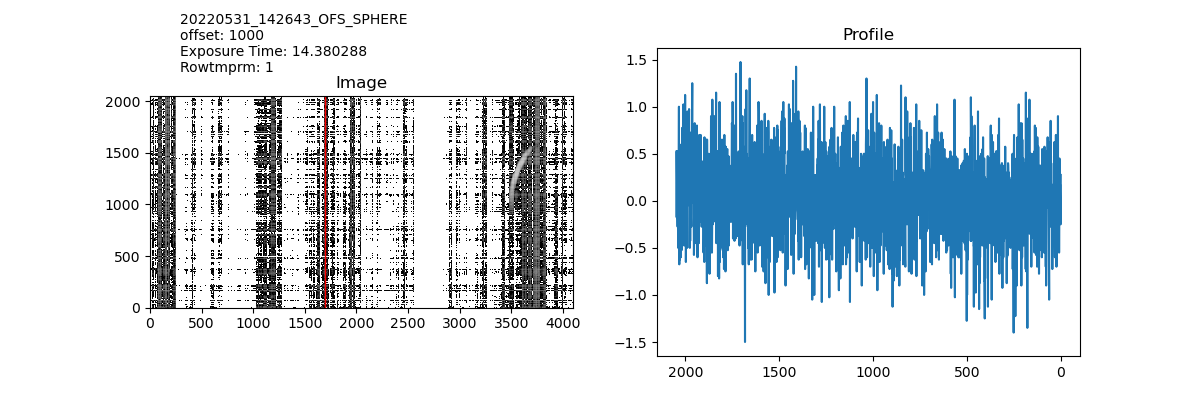 20220531_142643_OFS_SPHERE
offset: 1000
Exposure Time: 14.380288
Rowtmprm: 1
Image
2000
1500
1000
500
0
0 500 1000 1500 2000 2500 3000 3500 4000
Profile
1.5
1.0
0.5
0.0
−0.5
−1.0
−1.5
2000 1500 1000 500 0